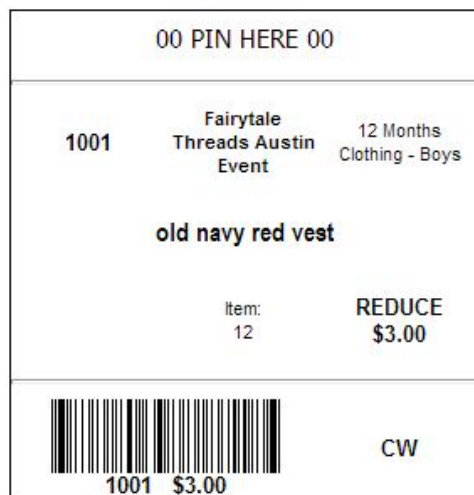 00 PIN HERE 00
1001
Fairytale
Threads Austin
Event
12 Months
Clothing - Boys
old navy red vest
Item:
12
REDUCE
$3.00
1001 $3.00
CW